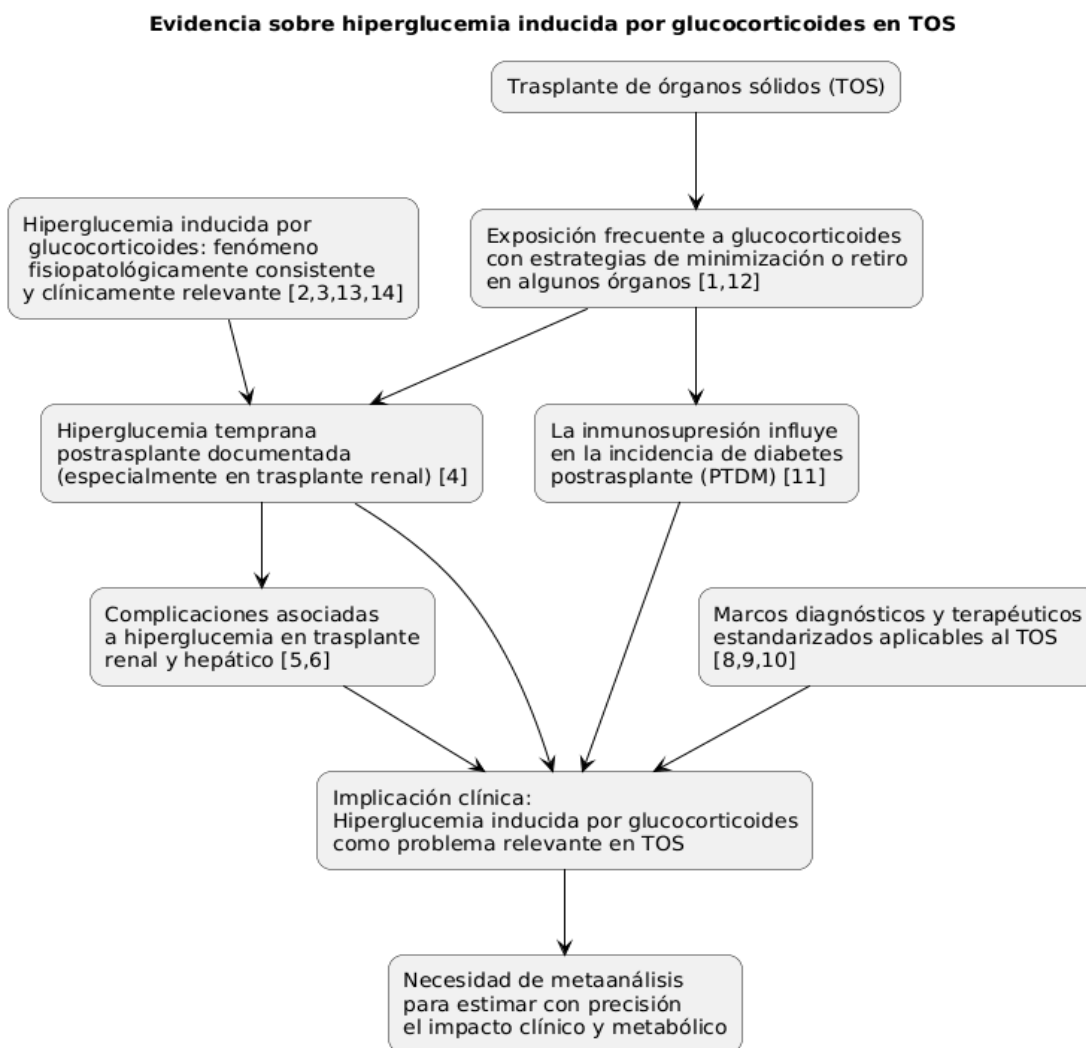 Evidencia sobre hiperglucemia inducida por glucocorticoides en TOS
Trasplante de órganos sólidos (TOS)
Hiperglucemia inducida por
glucocorticoides: fenómeno
fisiopatológicamente consistente
y clínicamente relevante [2,3,13,14]
Exposición frecuente a glucocorticoides
con estrategias de minimización o retiro
en algunos órganos [1,12]
Hiperglucemia temprana
postrasplante documentada
(especialmente en trasplante renal) [4]
La inmunosupresión influye
en la incidencia de diabetes
postrasplante (PTDM) [11]
Complicaciones asociadas
a hiperglucemia en trasplante
renal y hepático [5,6]
Marcos diagnósticos y terapéuticos
estandarizados aplicables al TOS
[8,9,10]
Implicación clínica:
Hiperglucemia inducida por glucocorticoides
como problema relevante en TOS
Necesidad de metaanálisis
para estimar con precisión
el impacto clínico y metabólico